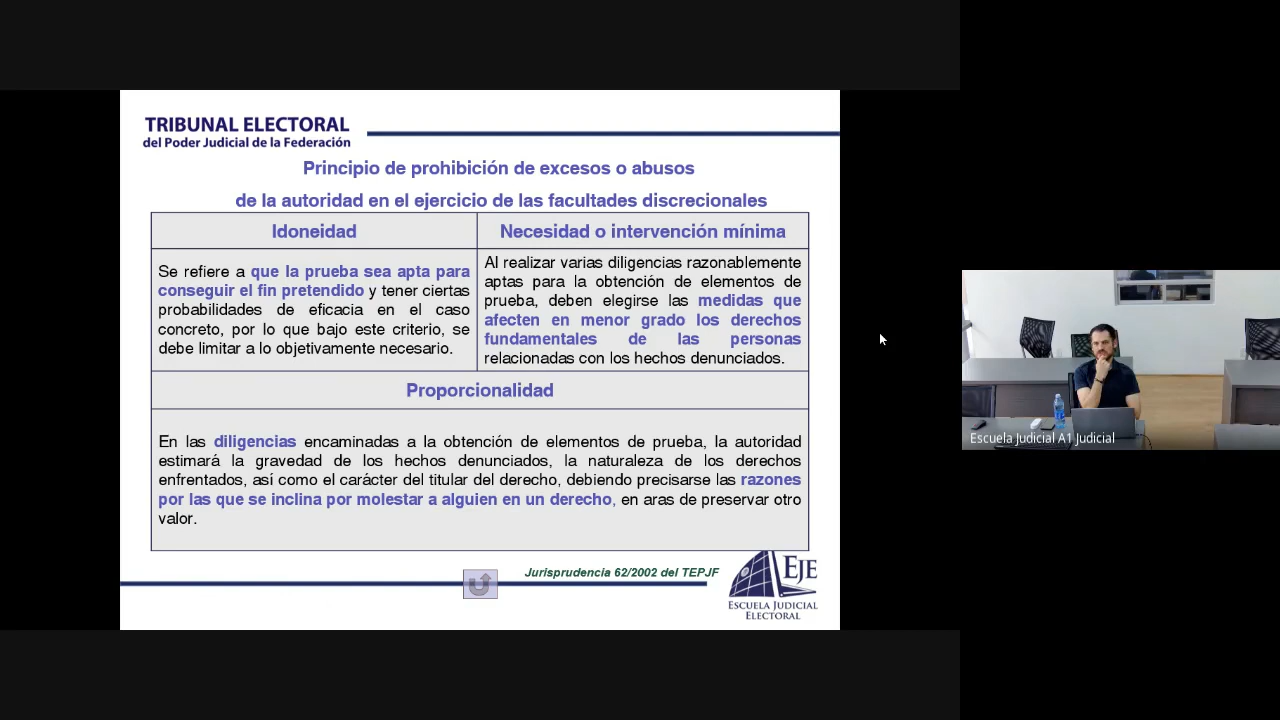 TRIBUNAL ELECTORAL
del Poder Judicial de la Federación
Principio de prohibición de excesos o abusos
de la autoridad en el ejercicio de las facultades discrecionales
Idoneidad
Se refiere a que la prueba sea apta para
conseguir el fin pretendido y tener ciertas
probabilidades de eficacia en el caso
concreto, por lo que bajo este criterio, se
debe limitar a lo objetivamente necesario.
Necesidad o intervención mínima
Al realizar varias diligencias razonablemente
aptas para la obtención de elementos de
prueba, deben elegirse las medidas que
afecten en menor grado los derechos
fundamentales de las personas
relacionadas con los hechos denunciados.
Proporcionalidad
En las diligencias encaminadas a la obtención de elementos de prueba, la autoridad
estimará la gravedad de los hechos denunciados, la naturaleza de los derechos
enfrentados, así como el carácter del titular del derecho, debiendo precisarse las razones
por las que se inclina por molestar a alguien en un derecho, en aras de preservar otro
valor.
Jurisprudencia 62/2002 del TEPJF
EJE
ESCUELA JUDICIAL
ELECTORAL
Escuela Judicial A1 Judicial